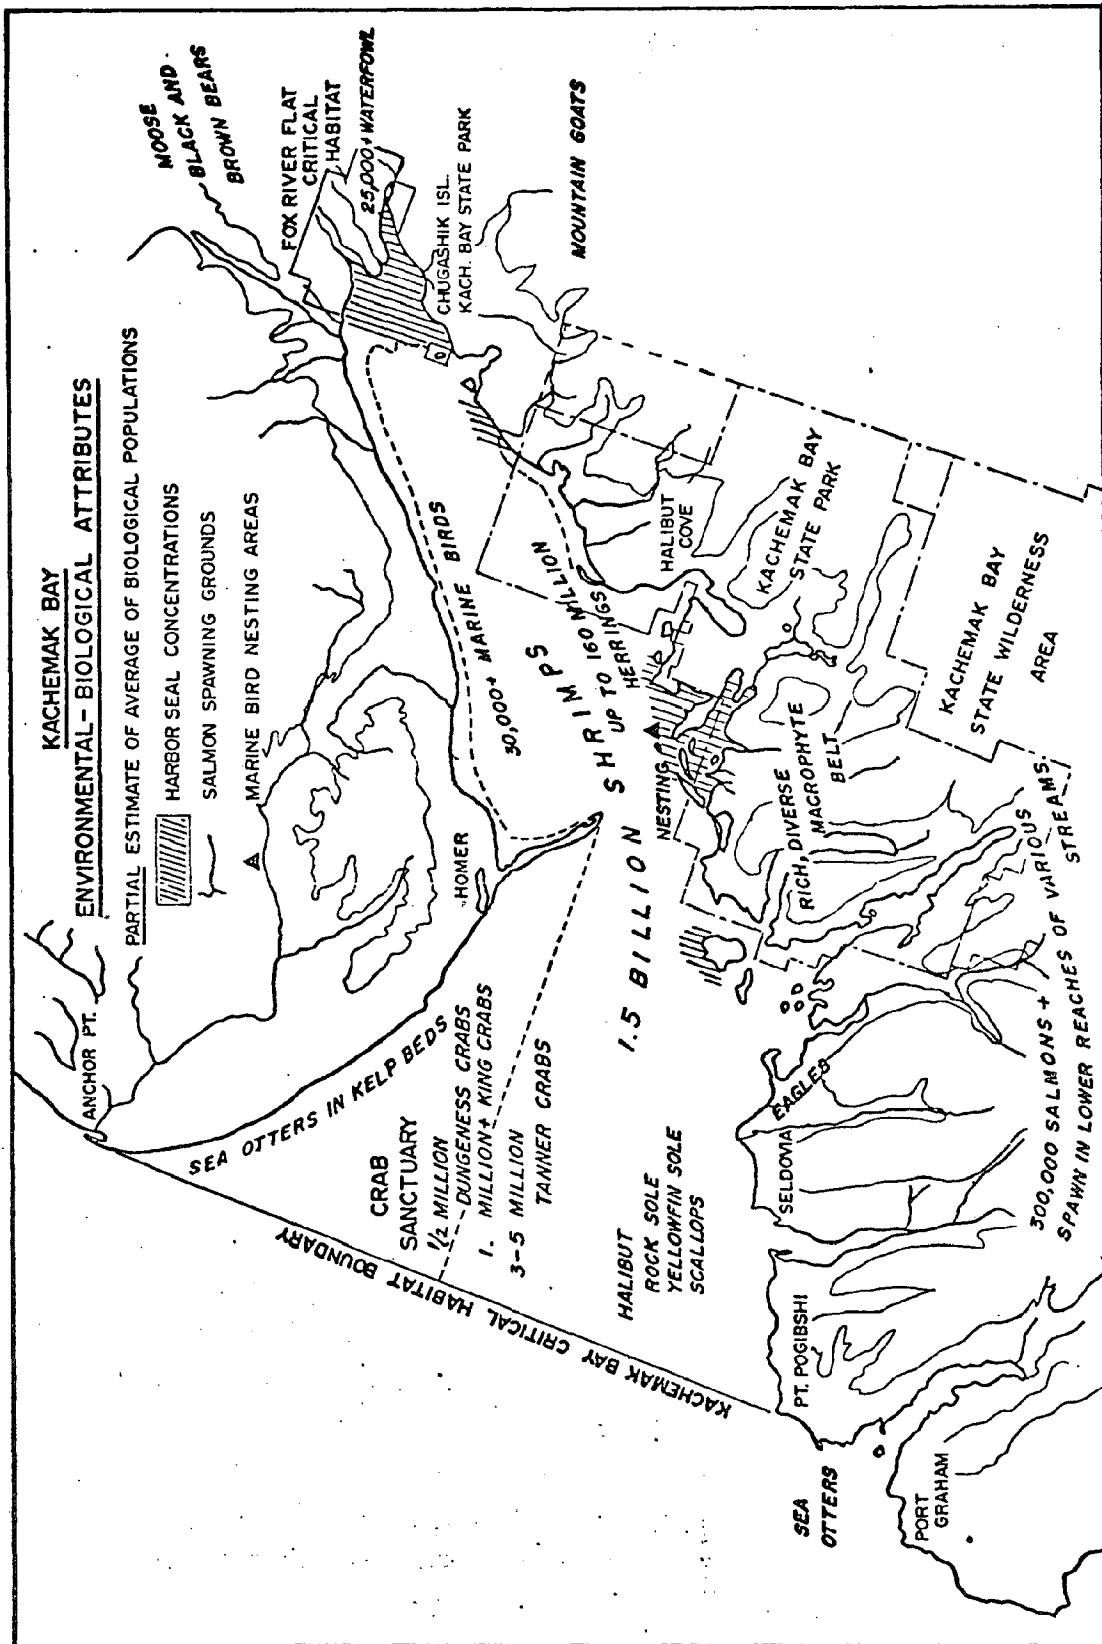 KACHEMAK BAY
ENVIRONMENTAL-BIOLOGICAL ATTRIBUTES
PARTIAL ESTIMATE OF AVERAGE OF BIOLOGICAL POPULATIONS
HARBOR SEAL CONCENTRATIONS
SALMON SPAWNING GROUNDS
MARINE BIRD NESTING AREAS
MOOSE
BLACK AND
BROWN BEARS
FOX RIVER FLAT
CRITICAL
HABITAT
25,000+ WATERFOWL
CHUGASHIK ISL.
KACH. BAY STATE PARK
MOUNTAIN GOATS
ANCHOR PT.
HOMER
SEA OTTERS IN KELP BEDS
30,000+ MARINE BIRDS
CRAB
SANCTUARY
1/2 MILLION
DUNGENESS CRABS
1. MILLION+ KING CRABS
3-5 MILLION
TANNER CRABS
1.5 BILLION SHRIMPS
UP TO 160 MILLION
HERRINGS
HALIBUT
COVE
KACHEMAK BAY
STATE PARK
NESTING
KACHEMAK BAY CRITICAL HABITAT BOUNDARY
HALIBUT
ROCK SOLE
YELLOWFIN SOLE
SCALLOPS
RICH, DIVERSE
MACROPHYTE
BELT
KACHEMAK BAY
STATE WILDERNESS
AREA
EAGLES
SELDOVIA
PT. POGIBSHI
SEA
OTTERS
PORT
GRAHAM
300,000 SALMONS +
SPAWN IN LOWER REACHES OF VARIOUS
STREAMS.